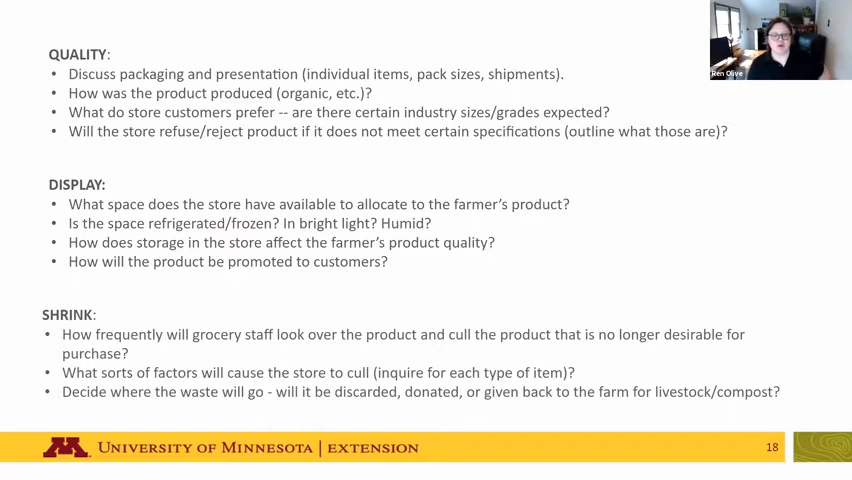 QUALITY:
• Discuss packaging and presentation (individual items, pack sizes, shipments).
• How was the product produced (organic, etc.)?
• What do store customers prefer -- are there certain industry sizes/grades expected?
• Will the store refuse/reject product if it does not meet certain specifications (outline what those are)?
DISPLAY:
• What space does the store have available to allocate to the farmer's product?
• Is the space refrigerated/frozen? In bright light? Humid?
• How does storage in the store affect the farmer's product quality?
• How will the product be promoted to customers?
SHRINK:
• How frequently will grocery staff look over the product and cull the product that is no longer desirable for
purchase?
• What sorts of factors will cause the store to cull (inquire for each type of item)?
• Decide where the waste will go - will it be discarded, donated, or given back to the farm for livestock/compost?
Ren Olive
M UNIVERSITY OF MINNESOTA | EXTENSION
18